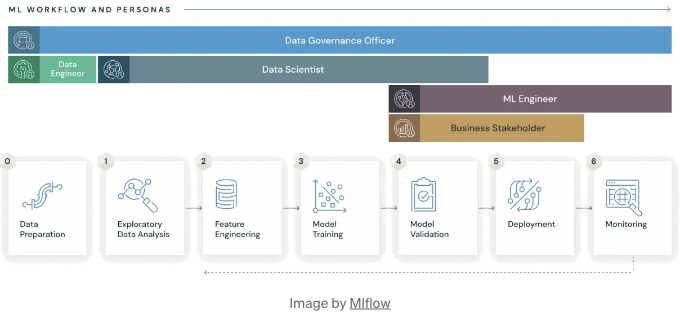 ML WORKFLOW AND PERSONAS
Data Governance Officer
Data
Engineer
Data Scientist
ML Engineer
Business Stakeholder
0
Data
Preparation
1
Exploratory
Data Analysis
2
Feature
Engineering
3
Model
Training
4
Model
Validation
5
Deployment
6
Monitoring
Image by Mlflow